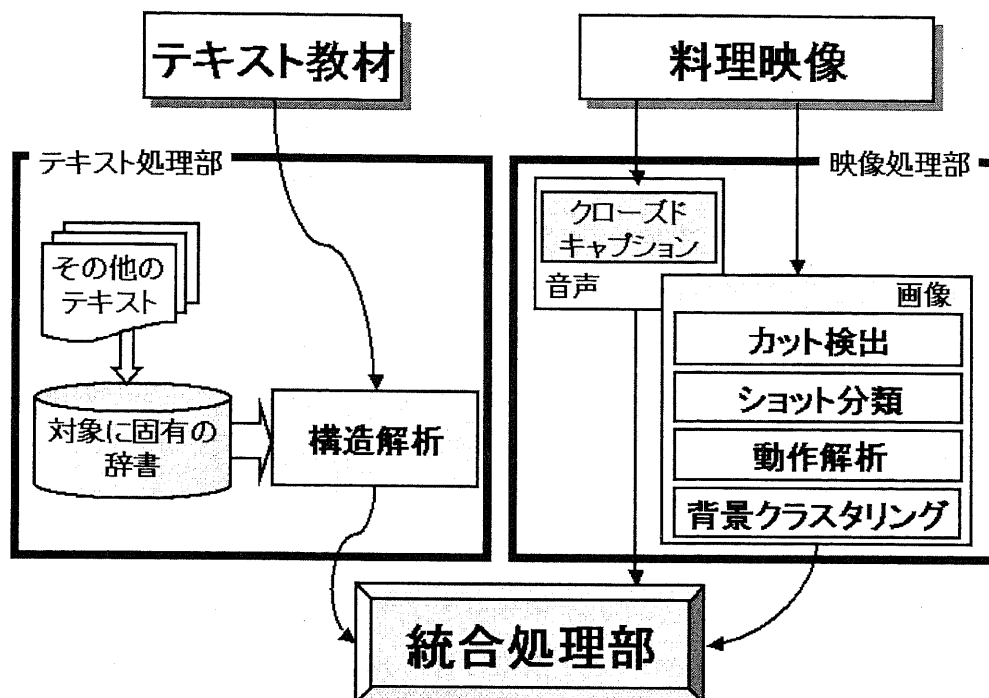 テキスト教材
料理映像
テキスト処理部
その他の
テキスト
対象に固有の
辞書
構造解析
映像処理部
クローズド
キャプション
音声
画像
カット検出
ショット分類
動作解析
背景クラスタリング
統合処理部